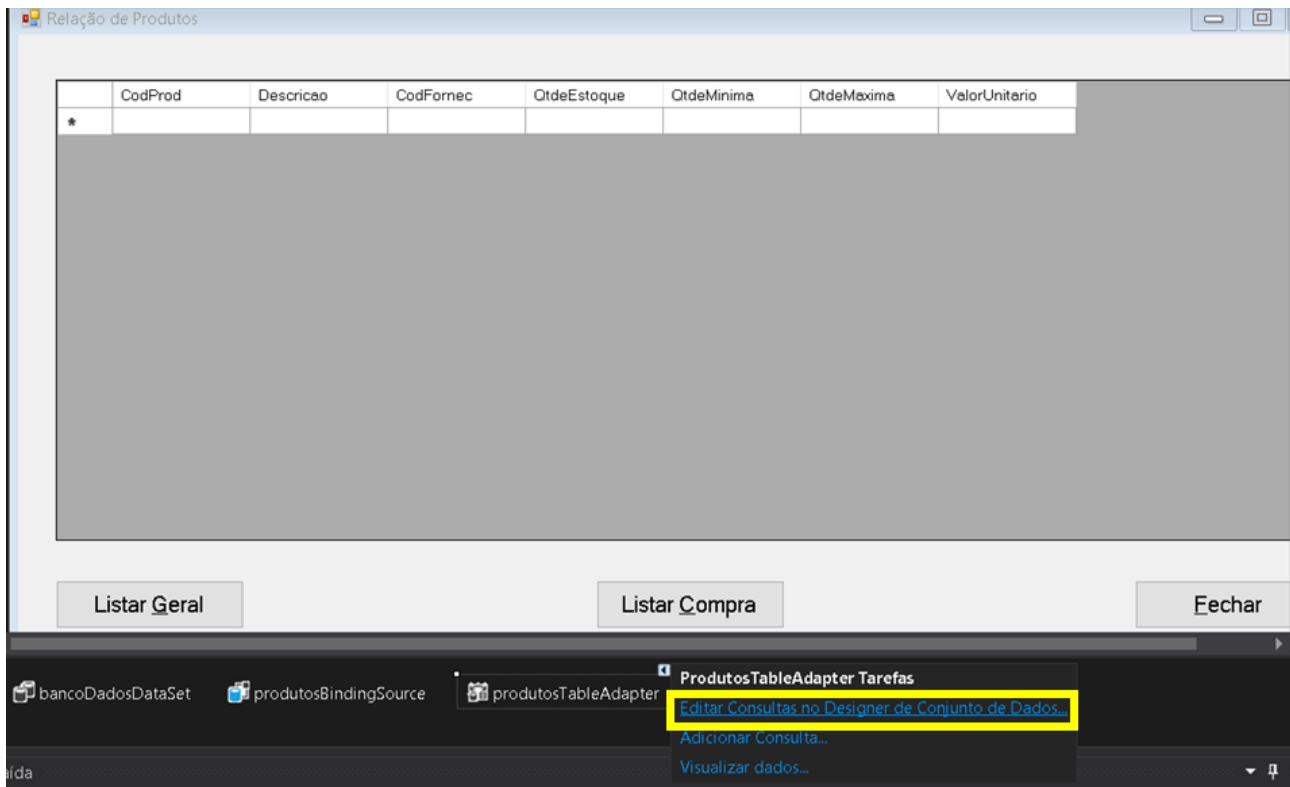 Relação de Produtos
CodProd Descricao CodFornec QtdeEstoque QtdeMinima QtdeMaxima ValorUnitario
*
Listar Geral Listar Compra Fechar
bancoDadosDataSet produtosBindingSource produtosTableAdapter
ProdutosTableAdapter Tarefas
Editar Consultas no Designer de Conjunto de Dados...
Adicionar Consulta...
Visualizar dados...
aída